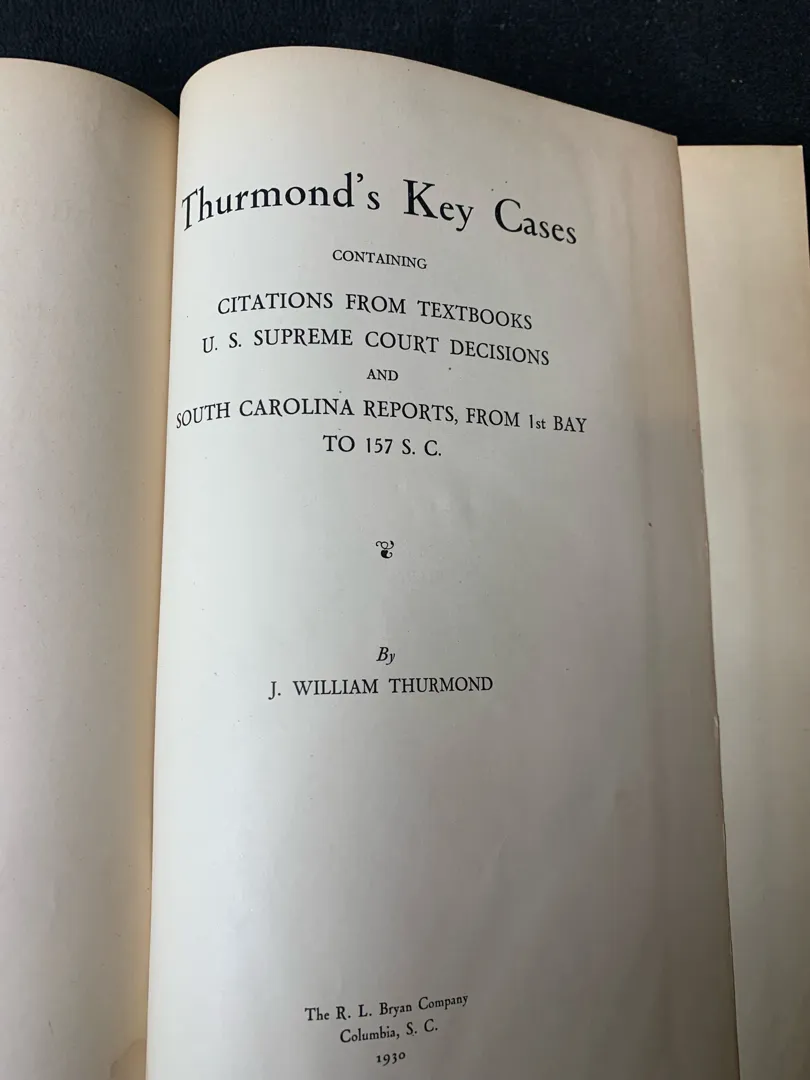 Thurmond's Key Cases
CONTAINING
CITATIONS FROM TEXTBOOKS
U. S. SUPREME COURT DECISIONS
AND
SOUTH CAROLINA REPORTS, FROM 1st BAY
TO 157 S. C.
By
J. WILLIAM THURMOND
The R. L. Bryan Company
Columbia, S. C.
1930